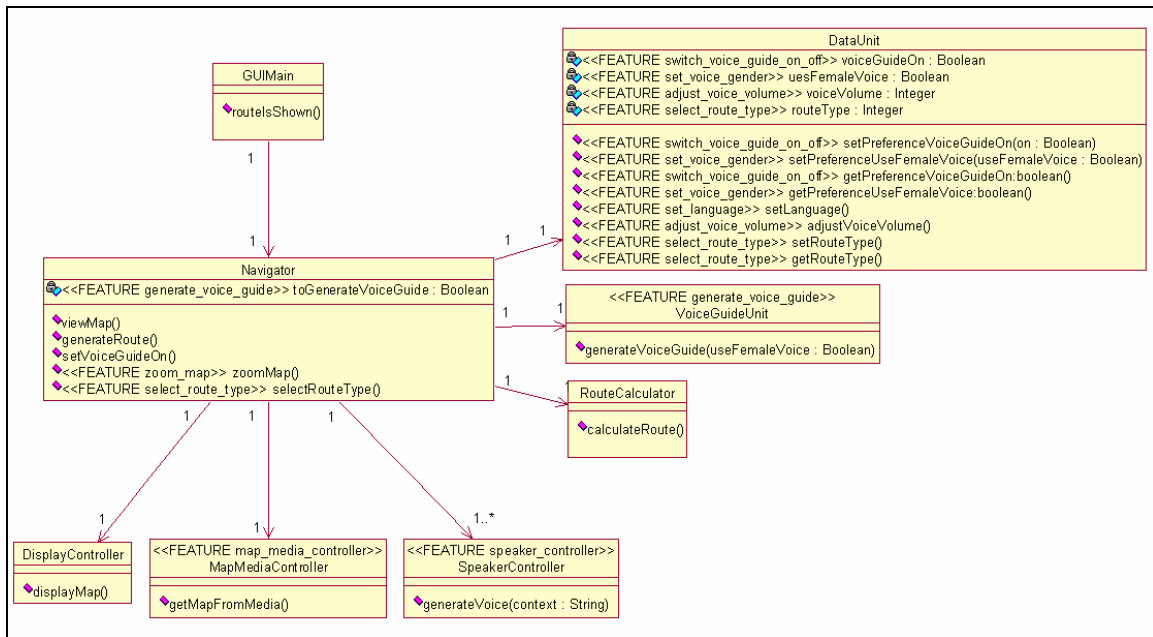 GUIMain
routeIsShown()
1
1
DataUnit
<<FEATURE switch_voice_guide_on_off>> voiceGuideOn : Boolean
<<FEATURE set_voice_gender>> uesFemaleVoice : Boolean
<<FEATURE adjust_voice_volume>> voiceVolume : Integer
<<FEATURE select_route_type>> routeType : Integer
<<FEATURE switch_voice_guide_on_off>> setPreferenceVoiceGuideOn(on : Boolean)
<<FEATURE set_voice_gender>> setPreferenceUseFemaleVoice(useFemaleVoice : Boolean)
<<FEATURE switch_voice_guide_on_off>> getPreferenceVoiceGuideOn:boolean()
<<FEATURE set_voice_gender>> getPreferenceUseFemaleVoice:boolean()
<<FEATURE set_language>> setLanguage()
<<FEATURE adjust_voice_volume>> adjustVoiceVolume()
<<FEATURE select_route_type>> setRouteType()
<<FEATURE select_route_type>> getRouteType()
1
1
Navigator
<<FEATURE generate_voice_guide>> toGenerateVoiceGuide : Boolean
viewMap()
generateRoute()
setVoiceGuideOn()
<<FEATURE zoom_map>> zoomMap()
<<FEATURE select_route_type>> selectRouteType()
1
1
<<FEATURE generate_voice_guide>>
VoiceGuideUnit
generateVoiceGuide(useFemaleVoice : Boolean)
1
1
RouteCalculator
calculateRoute()
1
1
1
1
1
1..*
DisplayController
displayMap()
<<FEATURE map_media_controller>>
MapMediaController
getMapFromMedia()
<<FEATURE speaker_controller>>
SpeakerController
generateVoice(context : String)